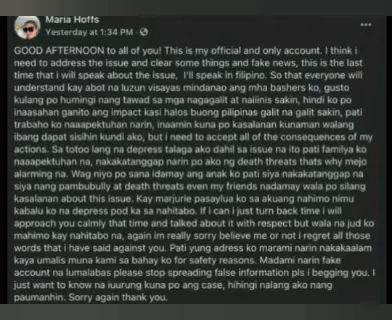 Maria Hoffs
Yesterday at 1:34 PM ·
GOOD AFTERNOON to all of you! This is my official and only account. I think i
need to address the issue and clear some things and fake news, this is the last
time that i will speak about the issue,  I'll speak in filipino. So that everyone will
understand kay abot na luzun visayas mindanao ang mha bashers ko, gusto
kulang po humingi nang tawad sa mga nagagalit at naiinis sakin, hindi ko po
inaasahan ganito ang impact kasi halos buong pilipinas galit na galit sakin, pati
trabaho ko naaapektuhan narin, inaamin kuna po kasalanan kunaman walang
ibang dapat sisihin kundi ako, but i need to accept all of the consequences of my
actions. Sa totoo lang na depress talaga ako dahil sa issue na ito pati familya ko
naaapektuhan na, nakakatanggap narin po ako ng death threats thats why mejo
alarming na. Wag niyo po sana idamay ang anak ko pati siya nakakatanggap na
siya nang pambubully at death threats even my friends nadamay wala po silang
kasalanan about this issue. Kay marjurie pasaylua ko sa akuang nahimo nimu
kabalu ko na depress pod ka sa nahitabo. If i can i just turn back time i will
approach you calmly that time and talked about it with respect but wala na jud ko
mahimo kay nahitabo na, again im really sorry believe me or not i regret all those
words that i have said against you. Pati yung adress ko marami narin nakakaalam
kaya umalis muna kami sa bahay ko for safety reasons. Madami narin fake
account na lumalabas please stop spreading false information pls i begging you. I
just want to know na iuurung kuna po ang case, hihingi nalang ako nang
paumanhin. Sorry again thank you.